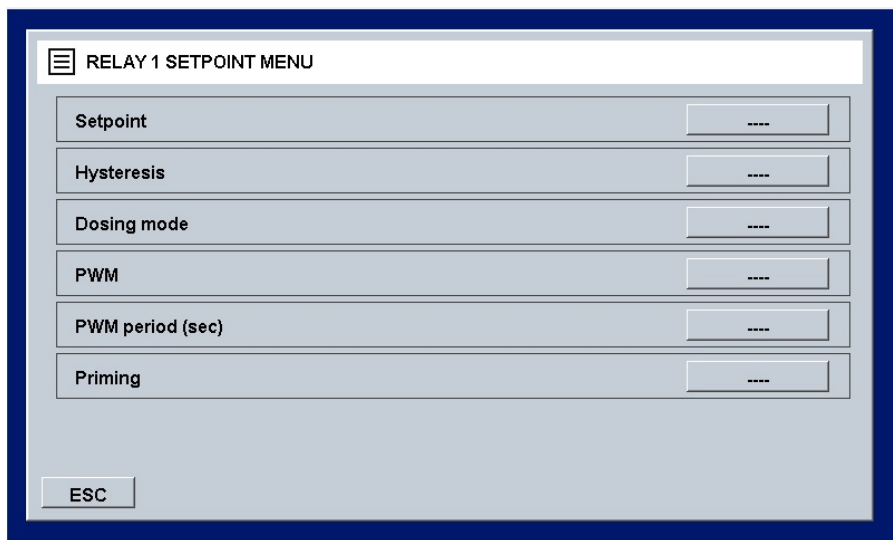 RELAY 1 SETPOINT MENU
Setpoint ----
Hysteresis ----
Dosing mode ----
PWM ----
PWM period (sec) ----
Priming ----
ESC